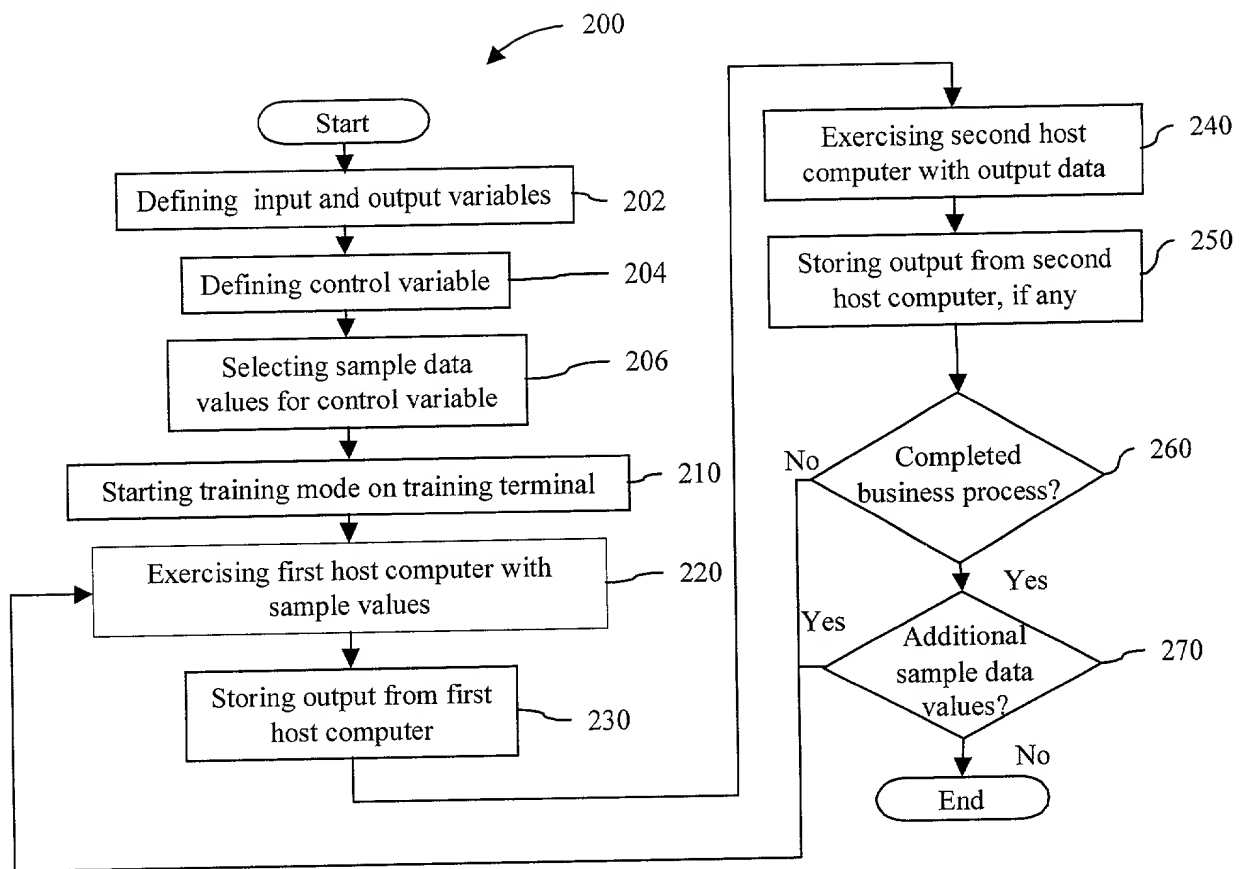 200
Start
Defining input and output variables
202
Defining control variable
204
Selecting sample data
values for control variable
206
Starting training mode on training terminal
210
Exercising first host computer with
sample values
220
Storing output from first
host computer
230
Exercising second host
computer with output data
240
Storing output from second
host computer, if any
250
Completed
business process?
260
No
Yes
Additional
sample data
values?
270
Yes
No
End